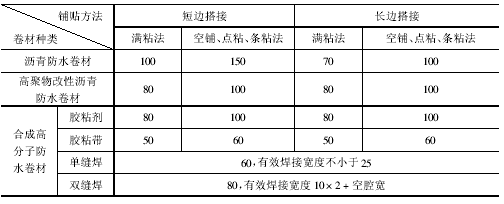 铺贴方法 短边搭接 长边搭接
卷材种类 满粘法 空铺、点粘、条粘法 满粘法 空铺、点粘、条粘法
沥青防水卷材 100 150 70 100
高聚物改性沥青
防水卷材 80 100 80 100
合成高
分子防
水卷材
胶粘剂 80 100 80 100
胶粘带 50 60 50 60
单缝焊 60,有效焊接宽度不小于25
双缝焊 80,有效焊接宽度10×2+空腔宽